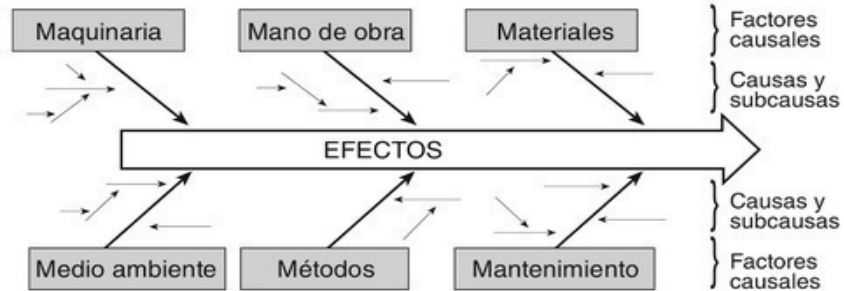 Maquinaria
Mano de obra
Materiales
Factores
causales
Causas y
subcausas
EFECTOS
Causas y
subcausas
Medio ambiente
Métodos
Mantenimiento
Factores
causales